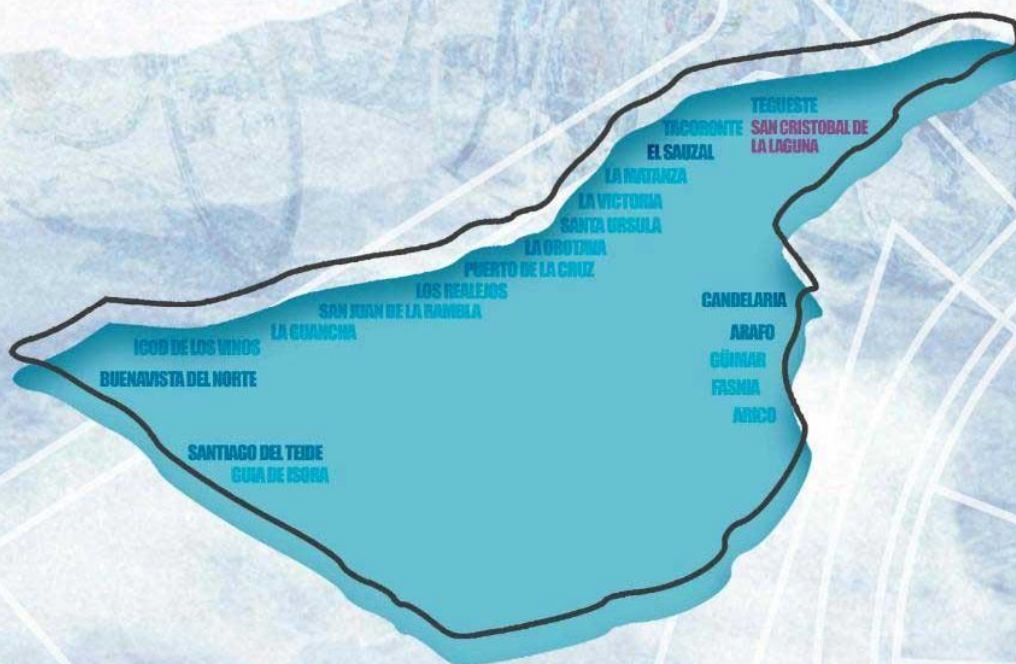 TEGUESTE
TACORONTE
SAN CRISTOBAL DE
LA LAGUNA
EL SAUZAL
LA MATANZA
LA VICTORIA
SANTA URSULA
LA OROTAVA
PUERTO DE LA CRUZ
LOS REALEJOS
SAN JUAN DE LA RAMBLA
LA GUANCHA
ICOD DE LOS VINOS
BUENAVISTA DEL NORTE
SANTIAGO DEL TEIDE
GUIA DE ISORA
CANDELARIA
ARAFO
GÜIMAR
FASNIA
ARICO